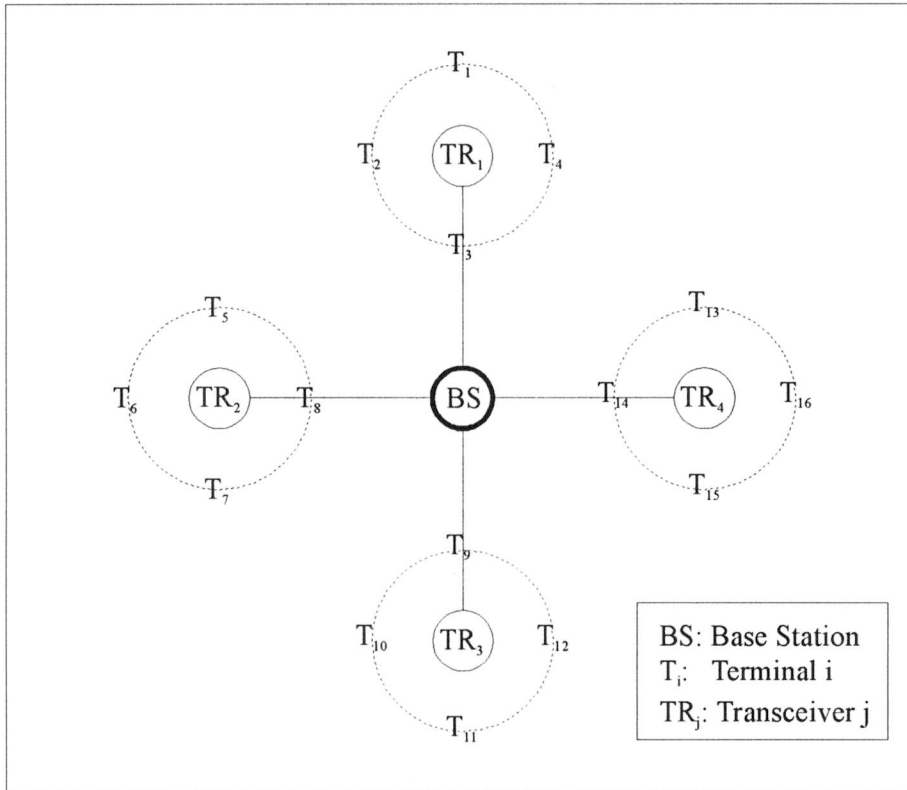 T₁
T₂ TR₁ T₄
T₃
T₅ T₁₃
T₆ TR₂ T₈ BS T₁₄ TR₄ T₁₆
T₇ T₁₅
T₉
T₁₀ TR₃ T₁₂
T₁₁
BS: Base Station
Tᵢ: Terminal i
TRⱼ: Transceiver j